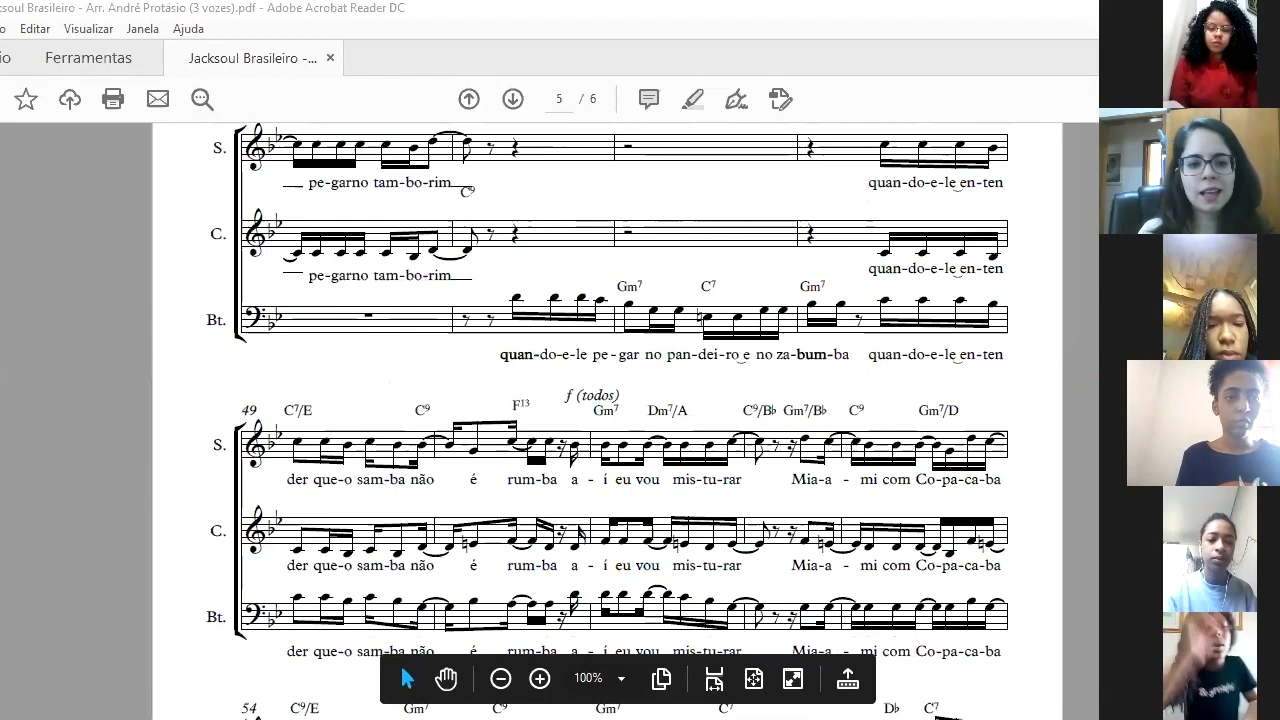 ksoul Brasileiro - Arr. André Protásio (3 vozes).pdf - Adobe Acrobat Reader DC
o Editar Visualizar Janela Ajuda
io Ferramentas Jacksoul Brasileiro -... ×
5 / 6
S.
pe-garno tam-bo-rim quan-do-e-le en-ten
C9
C.
pe-garno tam-bo-rim quan-do-e-le en-ten
Gm7 C7 Gm7
Bt.
quan-do-e-le pe-gar no pan-dei-ro e no za-bum-ba quan-do-e-le en-ten
f (todos)
49 C7/E C9 F13 Gm7 Dm7/A C9/B♭ Gm7/B♭ C9 Gm7/D
S.
der que-o sam-ba não é rum-ba a - í eu vou mis-tu-rar Mia-a - mi com Co-pa-ca-ba
C.
der que-o sam-ba não é rum-ba a - í eu vou mis-tu-rar Mia-a - mi com Co-pa-ca-ba
Bt.
der que-o sam-ba não é rum-ba a - í eu vou mis-tu-rar Mia-a - mi com Co-pa-ca-ba
100%
54 C9/E Gm7 C9 Gm7 C7 D♭ C7